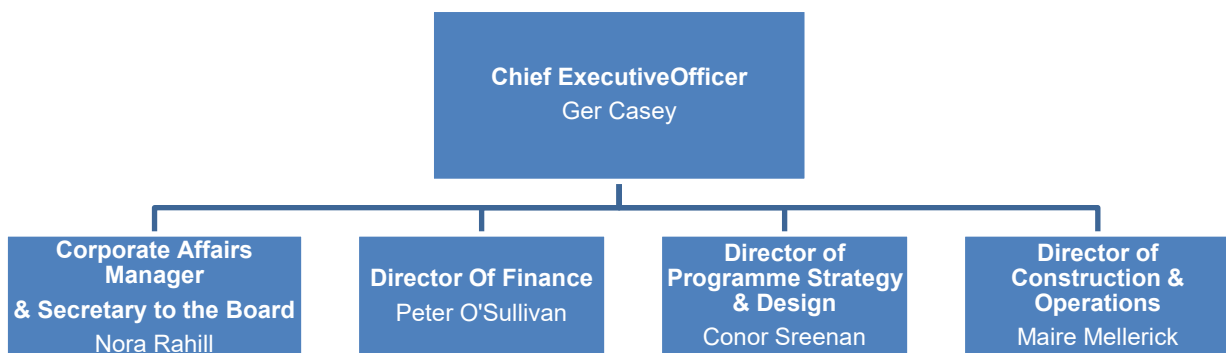 Chief ExecutiveOfficer
Ger Casey
Corporate Affairs
Manager
& Secretary to the Board
Nora Rahill
Director Of Finance
Peter O'Sullivan
Director of
Programme Strategy
& Design
Conor Sreenan
Director of
Construction &
Operations
Maire Mellerick